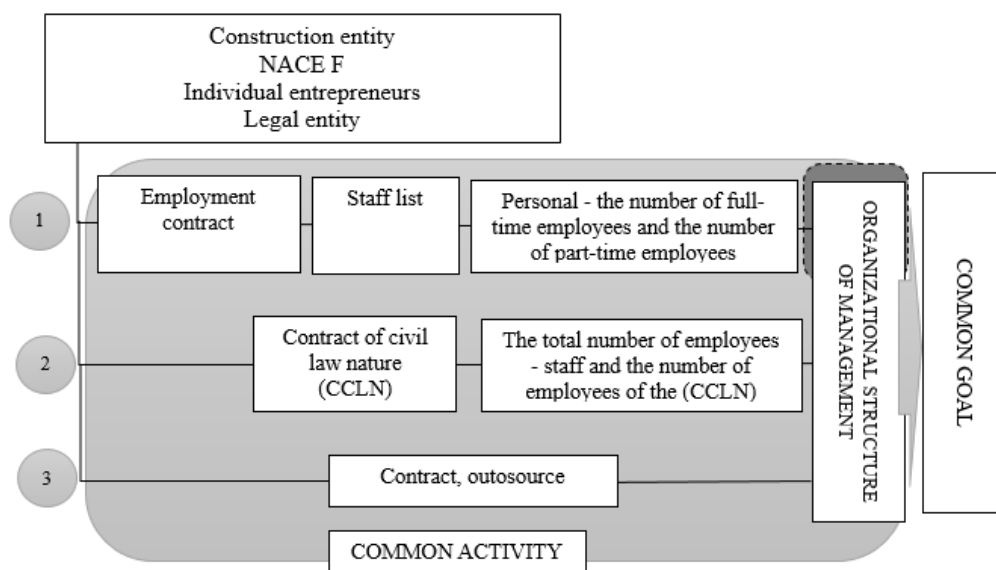 Construction entity
NACE F
Individual entrepreneurs
Legal entity
1
Employment
contract
Staff list
Personal - the number of full-
time employees and the number
of part-time employees
2
Contract of civil
law nature
(CCLN)
The total number of employees
- staff and the number of
employees of the (CCLN)
3
Contract, outosource
ORGANIZATIONAL STRUCTURE
OF MANAGEMENT
COMMON GOAL
COMMON ACTIVITY